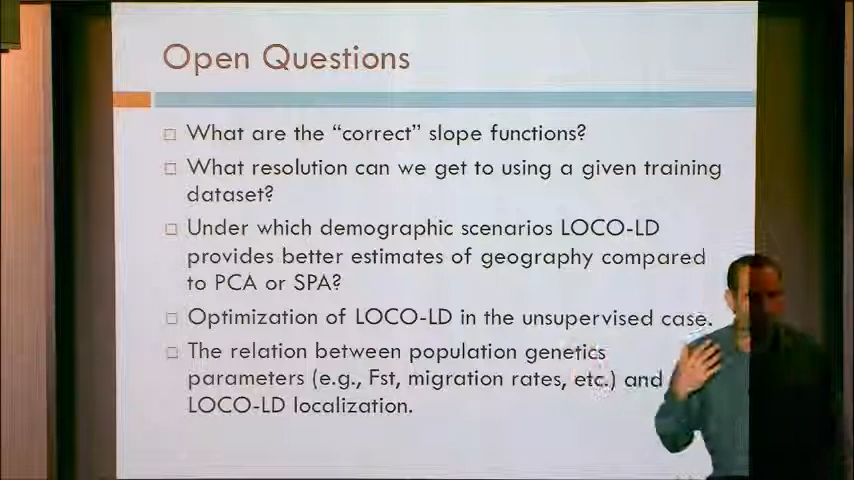 Open Questions
What are the “correct” slope functions?
What resolution can we get to using a given training
dataset?
Under which demographic scenarios LOCO-LD
provides better estimates of geography compared
to PCA or SPA?
Optimization of LOCO-LD in the unsupervised case.
The relation between population genetics
parameters (e.g., Fst, migration rates, etc.) and
LOCO-LD localization.